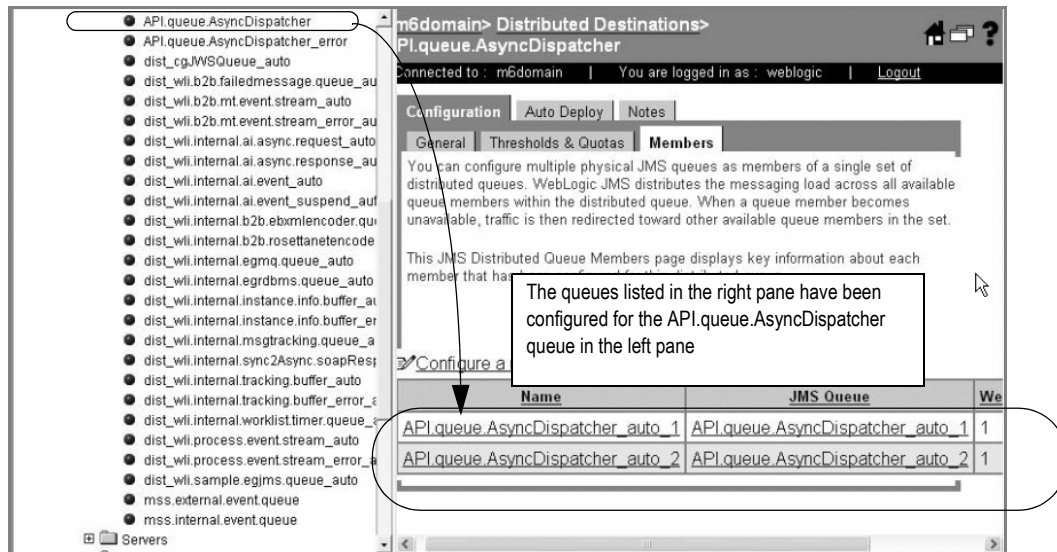 API.queue.AsyncDispatcher
API.queue.AsyncDispatcher_error
dist_cgJWSQueue_auto
dist_wli.b2b.failedmessage.queue_au
dist_wli.b2b.mt.event.stream_auto
dist_wli.b2b.mt.event.stream_error_au
dist_wli.internal.ai.async.request_auto
dist_wli.internal.ai.async.response_au
dist_wli.internal.ai.event_auto
dist_wli.internal.ai.event_suspend_aut
dist_wli.internal.b2b.ebxmlencoder.que
dist_wli.internal.b2b.rosettanetencode
dist_wli.internal.egmq.queue_auto
dist_wli.internal.egrdbms.queue_auto
dist_wli.internal.instance.info.buffer_au
dist_wli.internal.instance.info.buffer_er
dist_wli.internal.msgtracking.queue_a
dist_wli.internal.sync2Async.soapResp
dist_wli.internal.tracking.buffer_auto
dist_wli.internal.tracking.buffer_error_a
dist_wli.internal.worklist.timer.queue_a
dist_wli.process.event.stream_auto
dist_wli.process.event.stream_error_a
dist_wli.sample.egjms.queue_auto
mss.external.event.queue
mss.internal.event.queue
Servers
m6domain> Distributed Destinations>
PI.queue.AsyncDispatcher
?
Connected to : m6domain | You are logged in as : weblogic | Logout
Configuration Auto Deploy Notes
General Thresholds & Quotas Members
You can configure multiple physical JMS queues as members of a single set of
distributed queues. WebLogic JMS distributes the messaging load across all available
queue members within the distributed queue. When a queue member becomes
unavailable, traffic is then redirected toward other available queue members in the set.
This JMS Distributed Queue Members page displays key information about each
member that has
The queues listed in the right pane have been
configured for the API.queue.AsyncDispatcher
queue in the left pane
Configure a
Name JMS Queue We
API.queue.AsyncDispatcher_auto_1 API.queue.AsyncDispatcher_auto_1 1
API.queue.AsyncDispatcher_auto_2 API.queue.AsyncDispatcher_auto_2 1